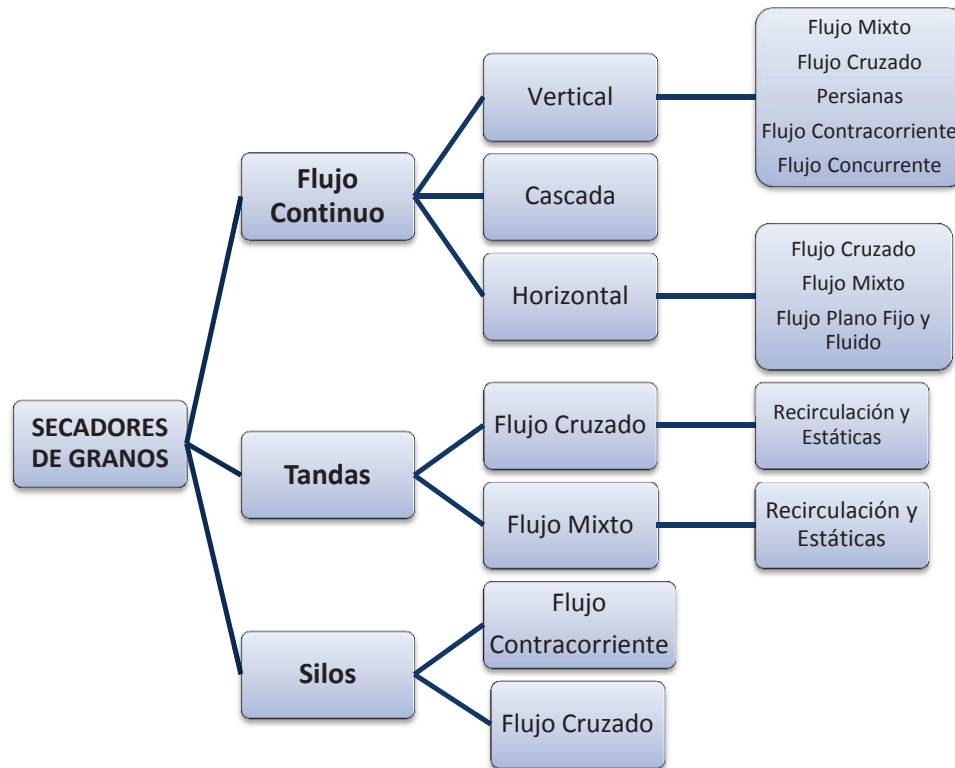 SECADORES
DE GRANOS
Flujo
Continuo
Vertical
Flujo Mixto
Flujo Cruzado
Persianas
Flujo Contracorriente
Flujo Concurrente
Cascada
Horizontal
Flujo Cruzado
Flujo Mixto
Flujo Plano Fijo y
Fluido
Tandas
Flujo Cruzado
Recirculación y
Estáticas
Flujo Mixto
Recirculación y
Estáticas
Silos
Flujo
Contracorriente
Flujo Cruzado